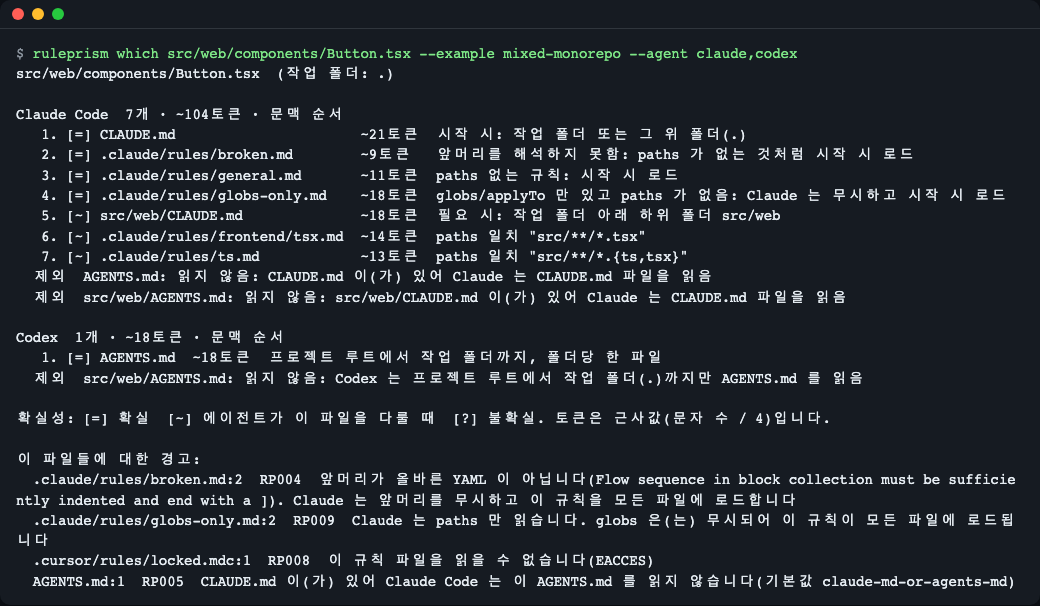 $ ruleprism which src/web/components/Button.tsx --example mixed-monorepo --agent claude,codex
src/web/components/Button.tsx  (작업 폴더: .)
Claude Code  7개 · ~104토큰 · 문맥 순서
1. [=] CLAUDE.md  ~21토큰  시작 시: 작업 폴더 또는 그 위 폴더(.)
2. [=] .claude/rules/broken.md  ~9토큰  앞머리를 해석하지 못함: paths 가 없는 것처럼 시작 시 로드
3. [=] .claude/rules/general.md  ~11토큰  paths 없는 규칙: 시작 시 로드
4. [=] .claude/rules/globs-only.md  ~18토큰  globs/applyTo 만 있고 paths 가 없음: Claude 는 무시하고 시작 시 로드
5. [~] src/web/CLAUDE.md  ~18토큰  필요 시: 작업 폴더 아래 하위 폴더 src/web
6. [~] .claude/rules/frontend/tsx.md  ~14토큰  paths 일치 "src/**/*.tsx"
7. [~] .claude/rules/ts.md  ~13토큰  paths 일치 "src/**/*.{ts,tsx}"
제외  AGENTS.md: 읽지 않음: CLAUDE.md 이(가) 있어 Claude 는 CLAUDE.md 파일을 읽음
제외  src/web/AGENTS.md: 읽지 않음: src/web/CLAUDE.md 이(가) 있어 Claude 는 CLAUDE.md 파일을 읽음
Codex  1개 · ~18토큰 · 문맥 순서
1. [=] AGENTS.md  ~18토큰  프로젝트 루트에서 작업 폴더까지, 폴더당 한 파일
제외  src/web/AGENTS.md: 읽지 않음: Codex 는 프로젝트 루트에서 작업 폴더(.)까지만 AGENTS.md 를 읽음
확실성: [=] 확실  [~] 에이전트가 이 파일을 다룰 때  [?] 불확실. 토큰은 근사값(문자 수 / 4)입니다.
이 파일들에 대한 경고:
.claude/rules/broken.md:2  RP004  앞머리가 올바른 YAML 이 아닙니다(Flow sequence in block collection must be sufficie
ntly indented and end with a ]). Claude 는 앞머리를 무시하고 이 규칙을 모든 파일에 로드합니다
.claude/rules/globs-only.md:2  RP009  Claude 는 paths 만 읽습니다. globs 은(는) 무시되어 이 규칙이 모든 파일에 로드됩
니다
.cursor/rules/locked.mdc:1  RP008  이 규칙 파일을 읽을 수 없습니다(EACCES)
AGENTS.md:1  RP005  CLAUDE.md 이(가) 있어 Claude Code 는 이 AGENTS.md 를 읽지 않습니다(기본값 claude-md-or-agents-md)